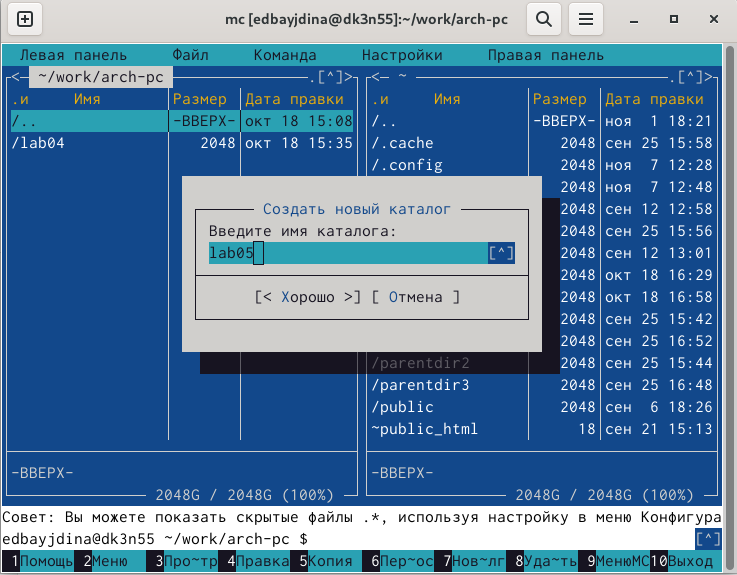 mc [edbayjdina@dk3n55]:~/work/arch-pc
Левая панель Файл Команда Настройки Правая панель
<— ~/work/arch-pc .[^]> <— ~ .[^]>
.и Имя Размер Дата правки .и Имя Размер Дата правки
/.. -ВВЕРХ- окт 18 15:08 /.. -ВВЕРХ- ноя 1 18:21
/lab04 2048 окт 18 15:35 /.cache 2048 сен 25 15:58
/.config 2048 ноя 7 12:28
2048 ноя 7 12:48
Создать новый каталог 2048 сен 12 12:58
Введите имя каталога: 2048 сен 25 15:56
lab05 [^] 2048 сен 12 13:01
2048 окт 18 16:29
[< Хорошо >] [ Отмена ] 2048 окт 18 16:58
2048 сен 25 15:42
2048 сен 25 16:52
/parentdir2 2048 сен 25 15:44
/parentdir3 2048 сен 25 16:48
/public 2048 сен 6 18:26
~public_html 18 сен 21 15:13
-ВВЕРХ- -ВВЕРХ-
2048G / 2048G (100%) 2048G / 2048G (100%)
Совет: Вы можете показать скрытые файлы .*, используя настройку в меню Конфигура
edbayjdina@dk3n55 ~/work/arch-pc $ [^]
1Помощь 2Меню 3Про~тр 4Правка 5Копия 6Пер~ос 7Нов~лг 8Уда~ть 9МенюMC 10Выход